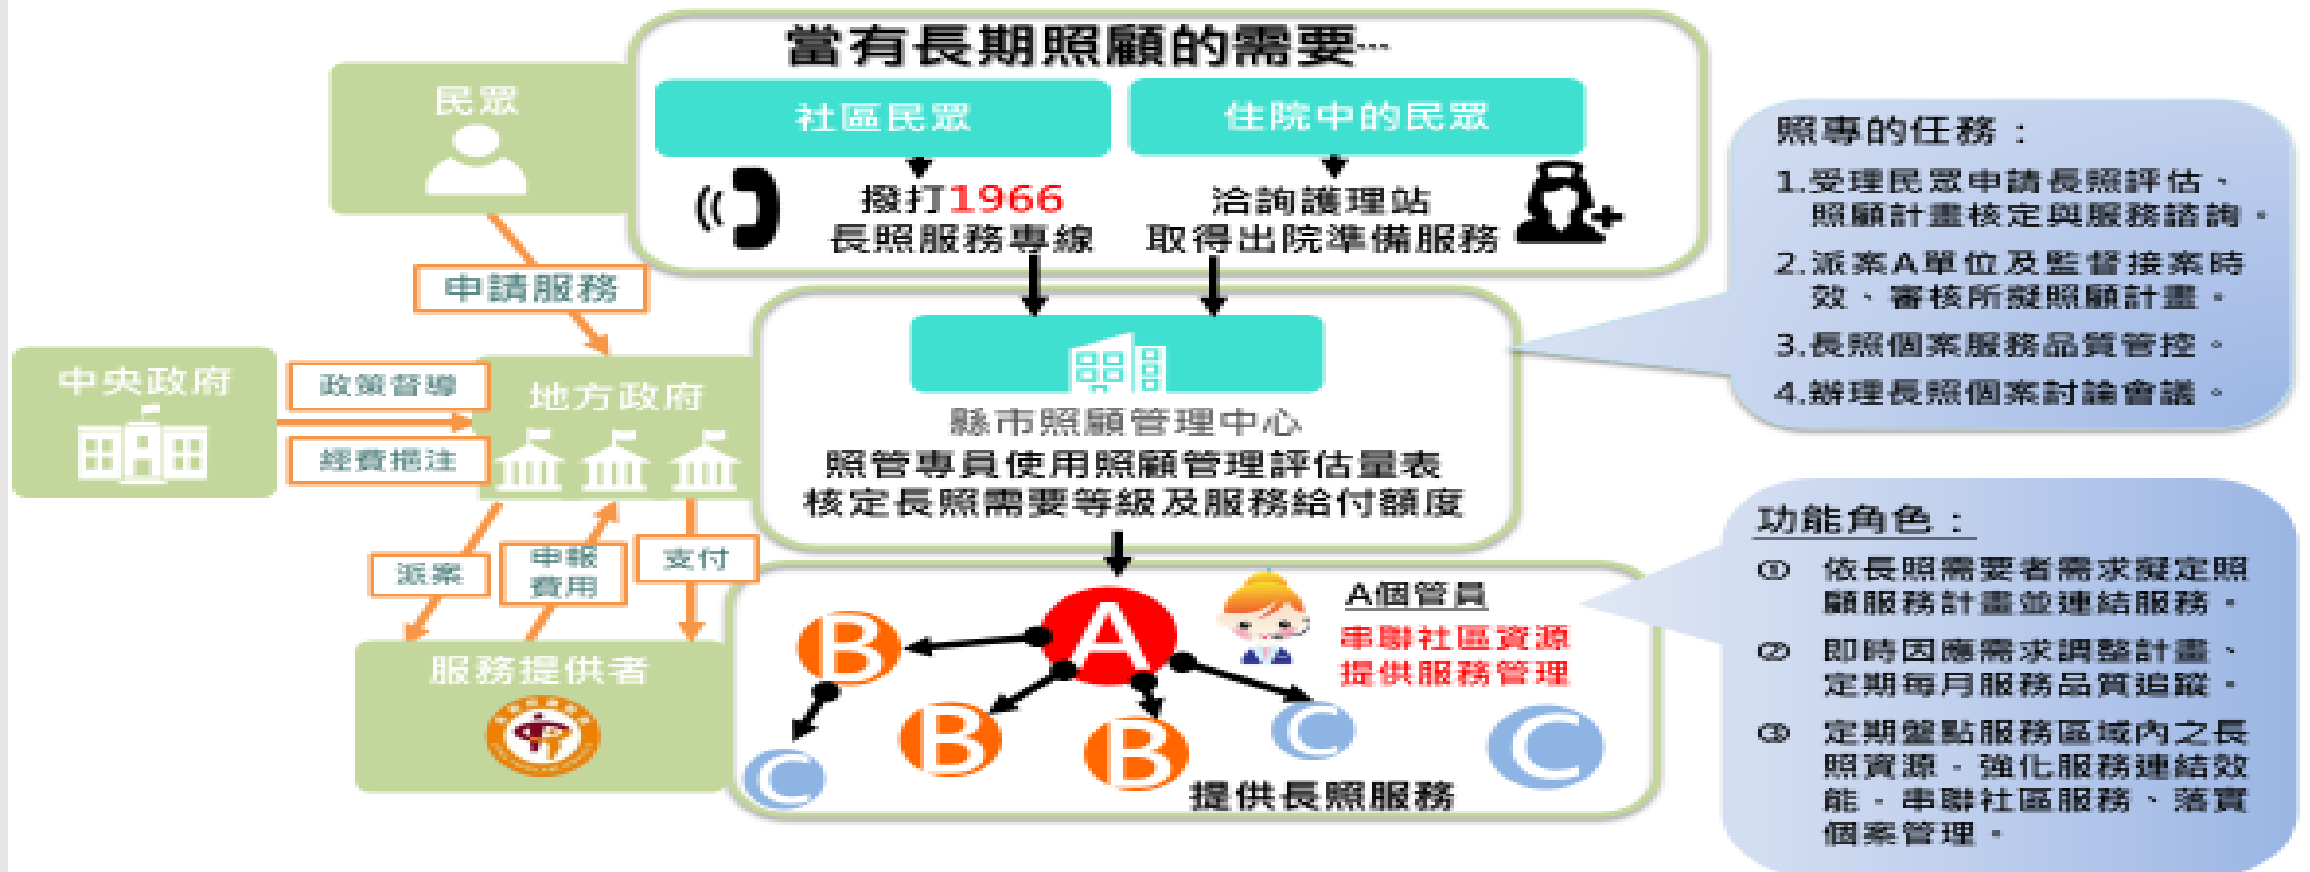 當有長期照顧的需要…
民眾
社區民眾
住院中的民眾
撥打1966
長照服務專線
洽詢護理站
取得出院準備服務
申請服務
中央政府
政策督導
經費挹注
地方政府
縣市照顧管理中心
照管專員使用照顧管理評估量表
核定長照需要等級及服務給付額度
派案
申報
費用
支付
服務提供者
A
B
B
B
C
C
C
A個管員
串聯社區資源
提供服務管理
提供長照服務
照專的任務：
1.受理民眾申請長照評估、
照顧計畫核定與服務諮詢。
2.派案A單位及監督接案時
效、審核所擬照顧計畫。
3.長照個案服務品質管控。
4.辦理長照個案討論會議。
功能角色：
① 依長照需要者需求擬定照
顧服務計畫並連結服務。
② 即時因應需求調整計畫、
定期每月服務品質追蹤。
③ 定期盤點服務區域內之長
照資源，強化服務連結效
能，串聯社區服務、落實
個案管理。